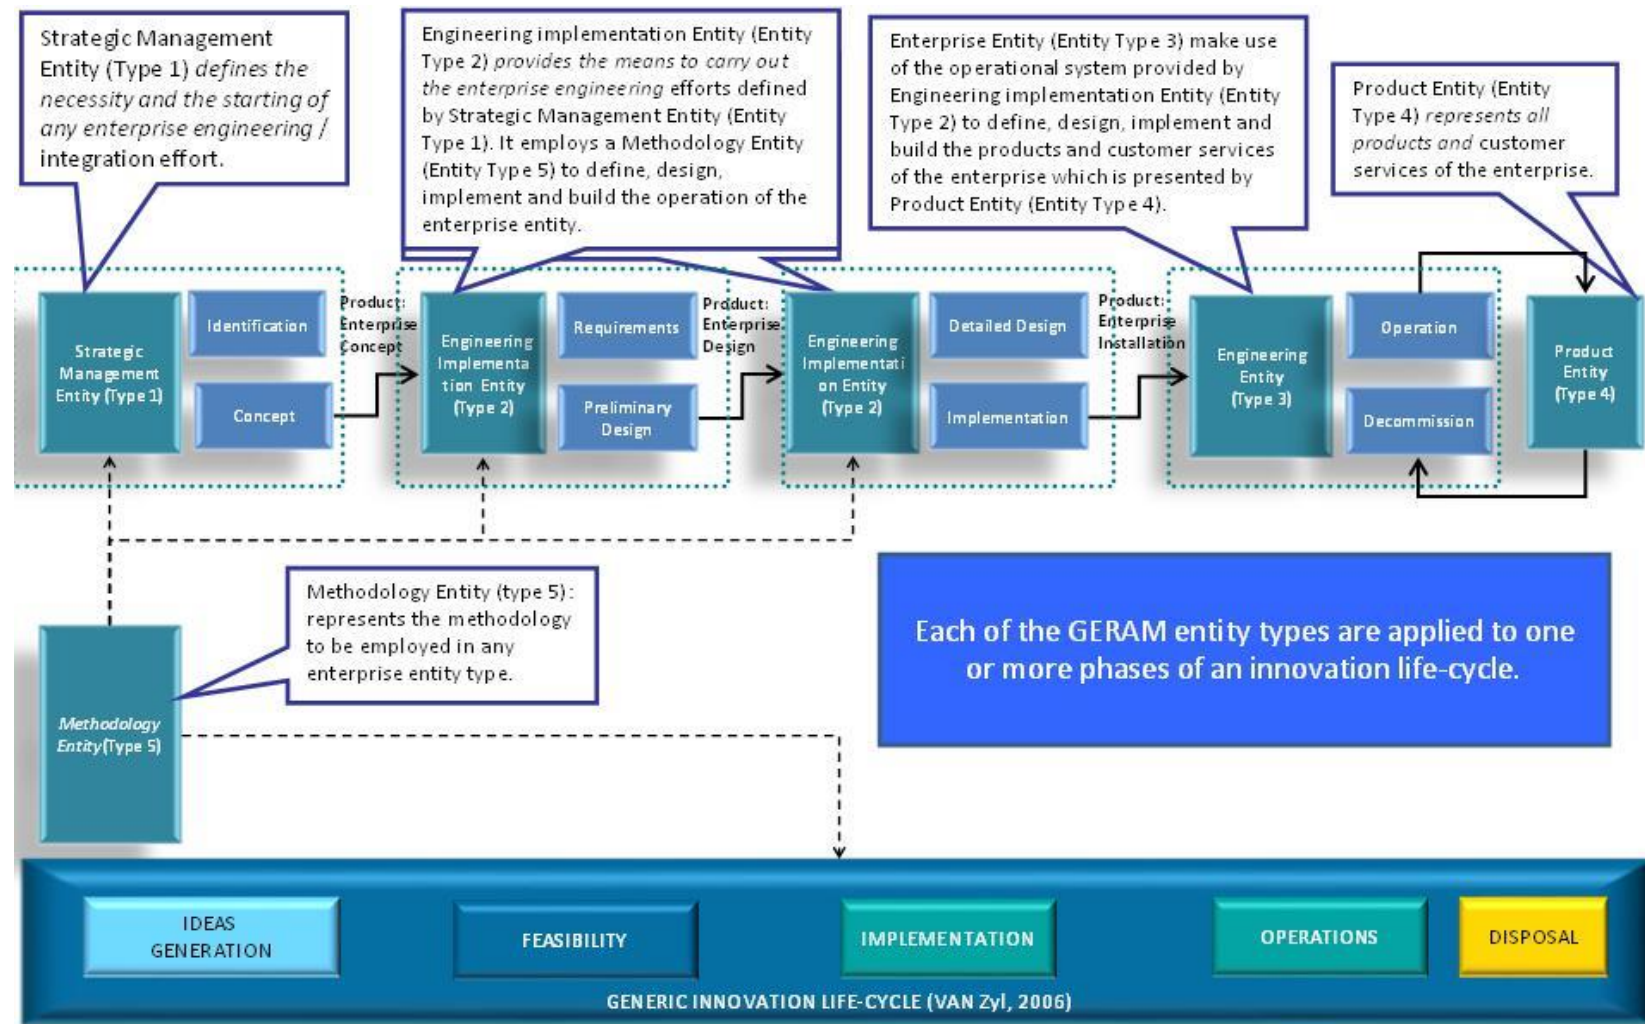 Strategic Management
Entity (Type 1) defines the
necessity and the starting of
any enterprise engineering /
integration effort.
Engineering implementation Entity (Entity
Type 2) provides the means to carry out
the enterprise engineering efforts defined
by Strategic Management Entity (Entity
Type 1). It employs a Methodology Entity
(Entity Type 5) to define, design,
implement and build the operation of the
enterprise entity.
Enterprise Entity (Entity Type 3) make use
of the operational system provided by
Engineering implementation Entity (Entity
Type 2) to define, design, implement and
build the products and customer services
of the enterprise which is presented by
Product Entity (Entity Type 4).
Product Entity (Entity
Type 4) represents all
products and customer
services of the enterprise.
Strategic
Management
Entity (Type 1)
Identification
Concept
Product:
Enterprise
Concept
Engineering
Implementa
tion Entity
(Type 2)
Requirements
Preliminary
Design
Product:
Enterprise
Design
Engineering
Implementati
on Entity
(Type 2)
Detailed Design
Implementation
Product:
Enterprise
Installation
Engineering
Entity
(Type 3)
Operation
Decommission
Product
Entity
(Type 4)
Methodology Entity (type 5):
represents the methodology
to be employed in any
enterprise entity type.
Each of the GERAM entity types are applied to one
or more phases of an innovation life-cycle.
Methodology
Entity(Type 5)
IDEAS
GENERATION
FEASIBILITY
IMPLEMENTATION
OPERATIONS
DISPOSAL
GENERIC INNOVATION LIFE-CYCLE (VAN Zyl, 2006)